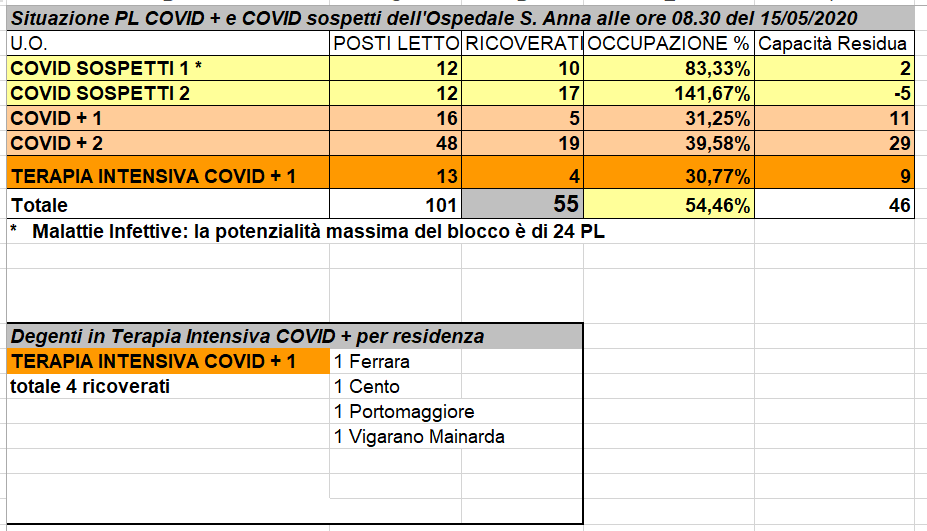 Situazione PL COVID + e COVID sospetti dell'Ospedale S. Anna alle ore 08.30 del 15/05/2020
U.O. POSTI LETTO RICOVERATI OCCUPAZIONE % Capacità Residua
COVID SOSPETTI 1 * 12 10 83,33% 2
COVID SOSPETTI 2 12 17 141,67% -5
COVID + 1 16 5 31,25% 11
COVID + 2 48 19 39,58% 29
TERAPIA INTENSIVA COVID + 1 13 4 30,77% 9
Totale 101 55 54,46% 46
* Malattie Infettive: la potenzialità massima del blocco è di 24 PL
Degenti in Terapia Intensiva COVID + per residenza
TERAPIA INTENSIVA COVID + 1 1 Ferrara
totale 4 ricoverati 1 Cento
1 Portomaggiore
1 Vigarano Mainarda